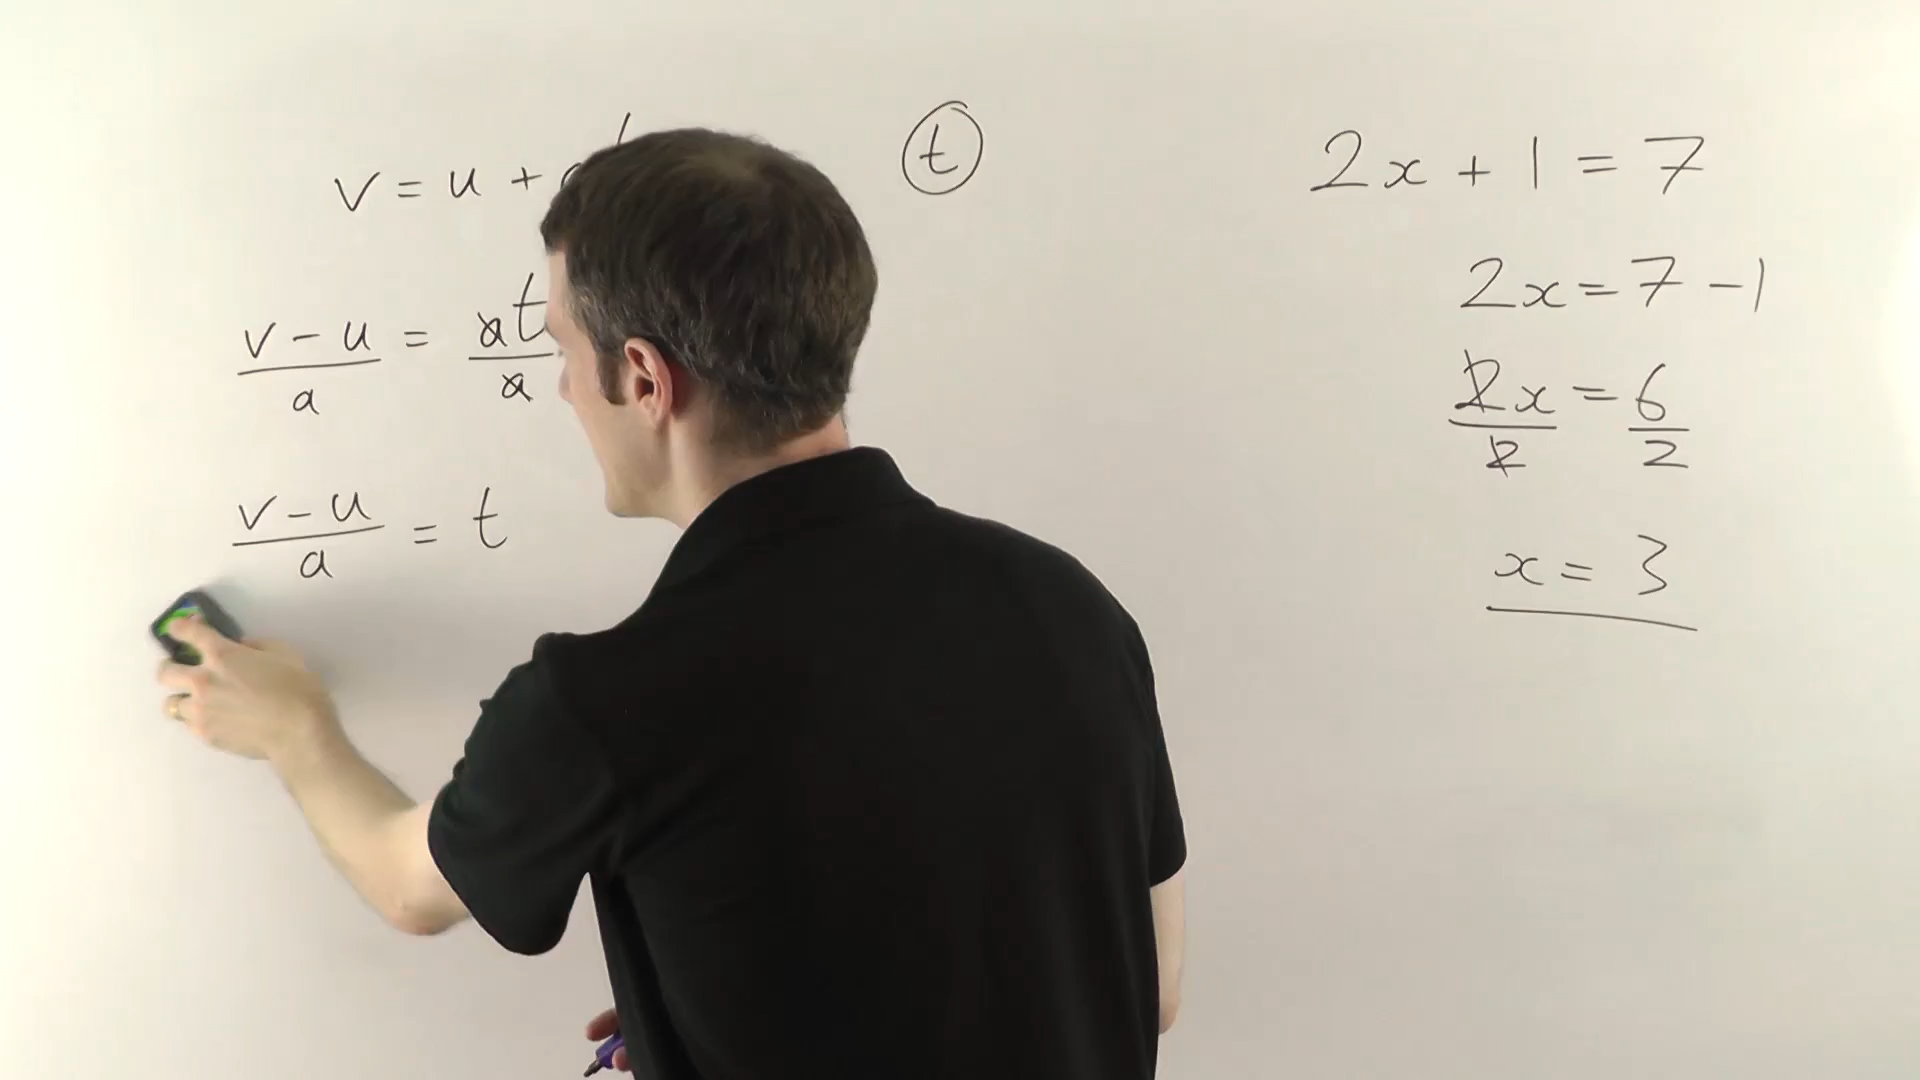 v = u +
t
v - u / a = at / a
v - u / a = t
2x + 1 = 7
2x = 7 - 1
2x / 2 = 6 / 2
x = 3